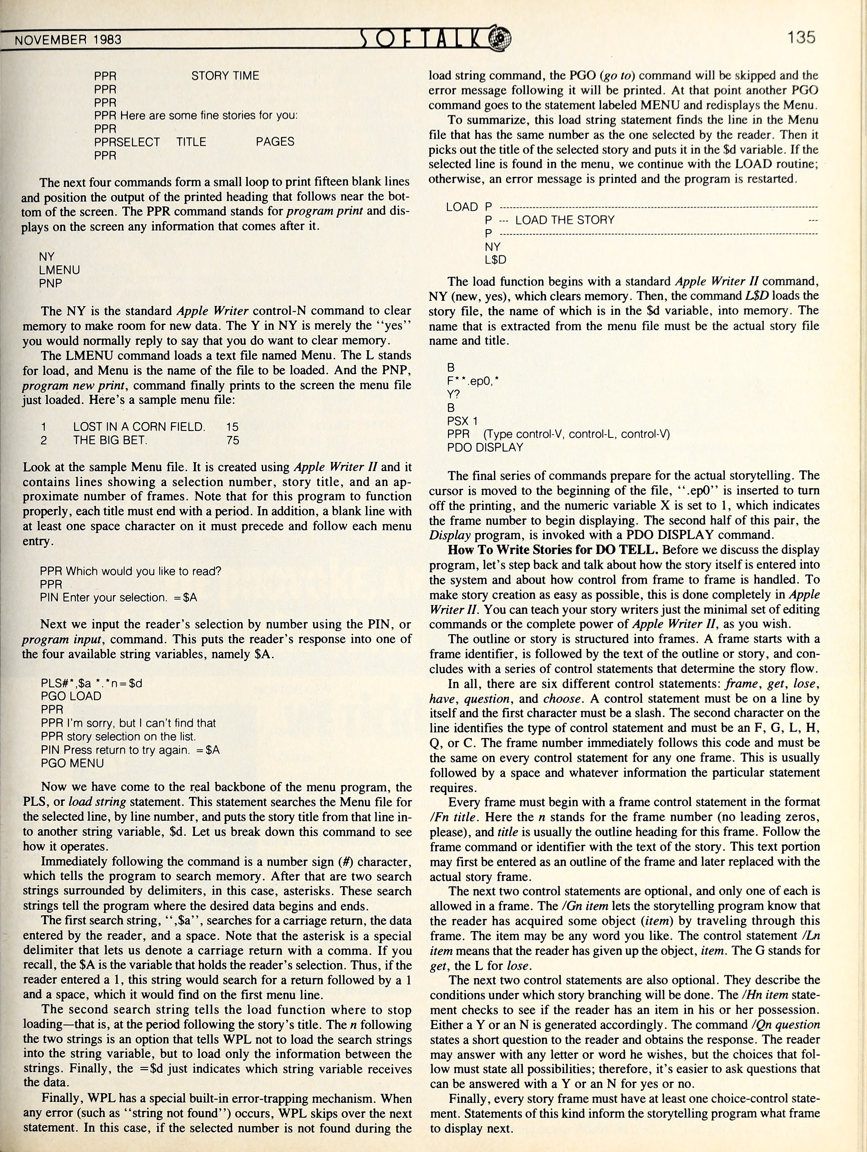 NOVEMBER 1983
SOFTALK
135
PPR STORY TIME
PPR
PPR
PPR Here are some fine stories for you:
PPR
PPRSELECT TITLE PAGES
PPR
The next four commands form a small loop to print fifteen blank lines
and position the output of the printed heading that follows near the bot-
tom of the screen. The PPR command stands for program print and dis-
plays on the screen any information that comes after it.
NY
LMENU
PNP
The NY is the standard Apple Writer control-N command to clear
memory to make room for new data. The Y in NY is merely the "yes"
you would normally reply to say that you do want to clear memory.
The LMENU command loads a text file named Menu. The L stands
for load, and Menu is the name of the file to be loaded. And the PNP,
program new print, command finally prints to the screen the menu file
just loaded. Here's a sample menu file:
1 LOST IN A CORN FIELD. 15
2 THE BIG BET. 75
Look at the sample Menu file. It is created using Apple Writer II and it
contains lines showing a selection number, story title, and an ap-
proximate number of frames. Note that for this program to function
properly, each title must end with a period. In addition, a blank line with
at least one space character on it must precede and follow each menu
entry.
PPR Which would you like to read?
PPR
PIN Enter your selection. =$A
Next we input the reader's selection by number using the PIN, or
program input, command. This puts the reader's response into one of
the four available string variables, namely $A.
PLS#*,$a *.*n=$d
PGO LOAD
PPR
PPR I'm sorry, but I can't find that
PPR story selection on the list.
PIN Press return to try again. =$A
PGO MENU
Now we have come to the real backbone of the menu program, the
PLS, or load string statement. This statement searches the Menu file for
the selected line, by line number, and puts the story title from that line in-
to another string variable, $d. Let us break down this command to see
how it operates.
Immediately following the command is a number sign (#) character,
which tells the program to search memory. After that are two search
strings surrounded by delimiters, in this case, asterisks. These search
strings tell the program where the desired data begins and ends.
The first search string, ",$a", searches for a carriage return, the data
entered by the reader, and a space. Note that the asterisk is a special
delimiter that lets us denote a carriage return with a comma. If you
recall, the $A is the variable that holds the reader's selection. Thus, if the
reader entered a 1, this string would search for a return followed by a 1
and a space, which it would find on the first menu line.
The second search string tells the load function where to stop
loading—that is, at the period following the story's title. The n following
the two strings is an option that tells WPL not to load the search strings
into the string variable, but to load only the information between the
strings. Finally, the =$d just indicates which string variable receives
the data.
Finally, WPL has a special built-in error-trapping mechanism. When
any error (such as "string not found") occurs, WPL skips over the next
statement. In this case, if the selected number is not found during the
load string command, the PGO (go to) command will be skipped and the
error message following it will be printed. At that point another PGO
command goes to the statement labeled MENU and redisplays the Menu.
To summarize, this load string statement finds the line in the Menu
file that has the same number as the one selected by the reader. Then it
picks out the title of the selected story and puts it in the $d variable. If the
selected line is found in the menu, we continue with the LOAD routine;
otherwise, an error message is printed and the program is restarted.
LOAD P ---
P --- LOAD THE STORY ---
P ---
NY
L$D
The load function begins with a standard Apple Writer II command,
NY (new, yes), which clears memory. Then, the command L$D loads the
story file, the name of which is in the $d variable, into memory. The
name that is extracted from the menu file must be the actual story file
name and title.
B
F**.ep0,*
Y?
B
PSX 1
PPR (Type control-V, control-L, control-V)
PDO DISPLAY
The final series of commands prepare for the actual storytelling. The
cursor is moved to the beginning of the file, ".ep0" is inserted to turn
off the printing, and the numeric variable X is set to 1, which indicates
the frame number to begin displaying. The second half of this pair, the
Display program, is invoked with a PDO DISPLAY command.
How To Write Stories for DO TELL. Before we discuss the display
program, let's step back and talk about how the story itself is entered into
the system and about how control from frame to frame is handled. To
make story creation as easy as possible, this is done completely in Apple
Writer II. You can teach your story writers just the minimal set of editing
commands or the complete power of Apple Writer II, as you wish.
The outline or story is structured into frames. A frame starts with a
frame identifier, is followed by the text of the outline or story, and con-
cludes with a series of control statements that determine the story flow.
In all, there are six different control statements: frame, get, lose,
have, question, and choose. A control statement must be on a line by
itself and the first character must be a slash. The second character on the
line identifies the type of control statement and must be an F, G, L, H,
Q, or C. The frame number immediately follows this code and must be
the same on every control statement for any one frame. This is usually
followed by a space and whatever information the particular statement
requires.
Every frame must begin with a frame control statement in the format
/Fn title. Here the n stands for the frame number (no leading zeros,
please), and title is usually the outline heading for this frame. Follow the
frame command or identifier with the text of the story. This text portion
may first be entered as an outline of the frame and later replaced with the
actual story frame.
The next two control statements are optional, and only one of each is
allowed in a frame. The /Gn item lets the storytelling program know that
the reader has acquired some object (item) by traveling through this
frame. The item may be any word you like. The control statement /Ln
item means that the reader has given up the object, item. The G stands for
get, the L for lose.
The next two control statements are also optional. They describe the
conditions under which story branching will be done. The /Hn item state-
ment checks to see if the reader has an item in his or her possession.
Either a Y or an N is generated accordingly. The command /Qn question
states a short question to the reader and obtains the response. The reader
may answer with any letter or word he wishes, but the choices that fol-
low must state all possibilities; therefore, it's easier to ask questions that
can be answered with a Y or an N for yes or no.
Finally, every story frame must have at least one choice-control state-
ment. Statements of this kind inform the storytelling program what frame
to display next.